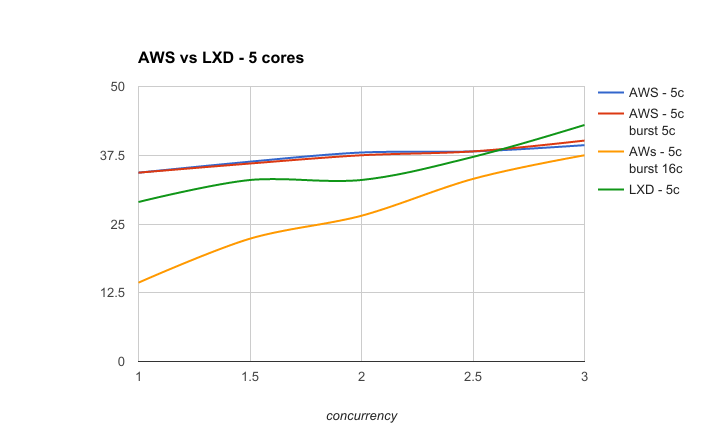 AWS vs LXD - 5 cores
50
37.5
25
12.5
0
1
1.5
2
2.5
3
concurrency
AWS - 5c
AWS - 5c
burst 5c
AWs - 5c
burst 16c
LXD - 5c